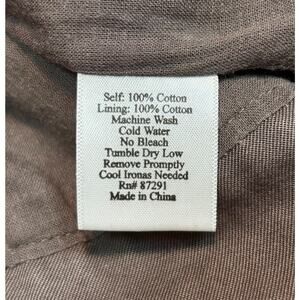 Self: 100% Cotton
Lining: 100% Cotton
Machine Wash
Cold Water
No Bleach
Tumble Dry Low
Remove Promptly
Cool Ironas Needed
Rn# 87291
Made in China